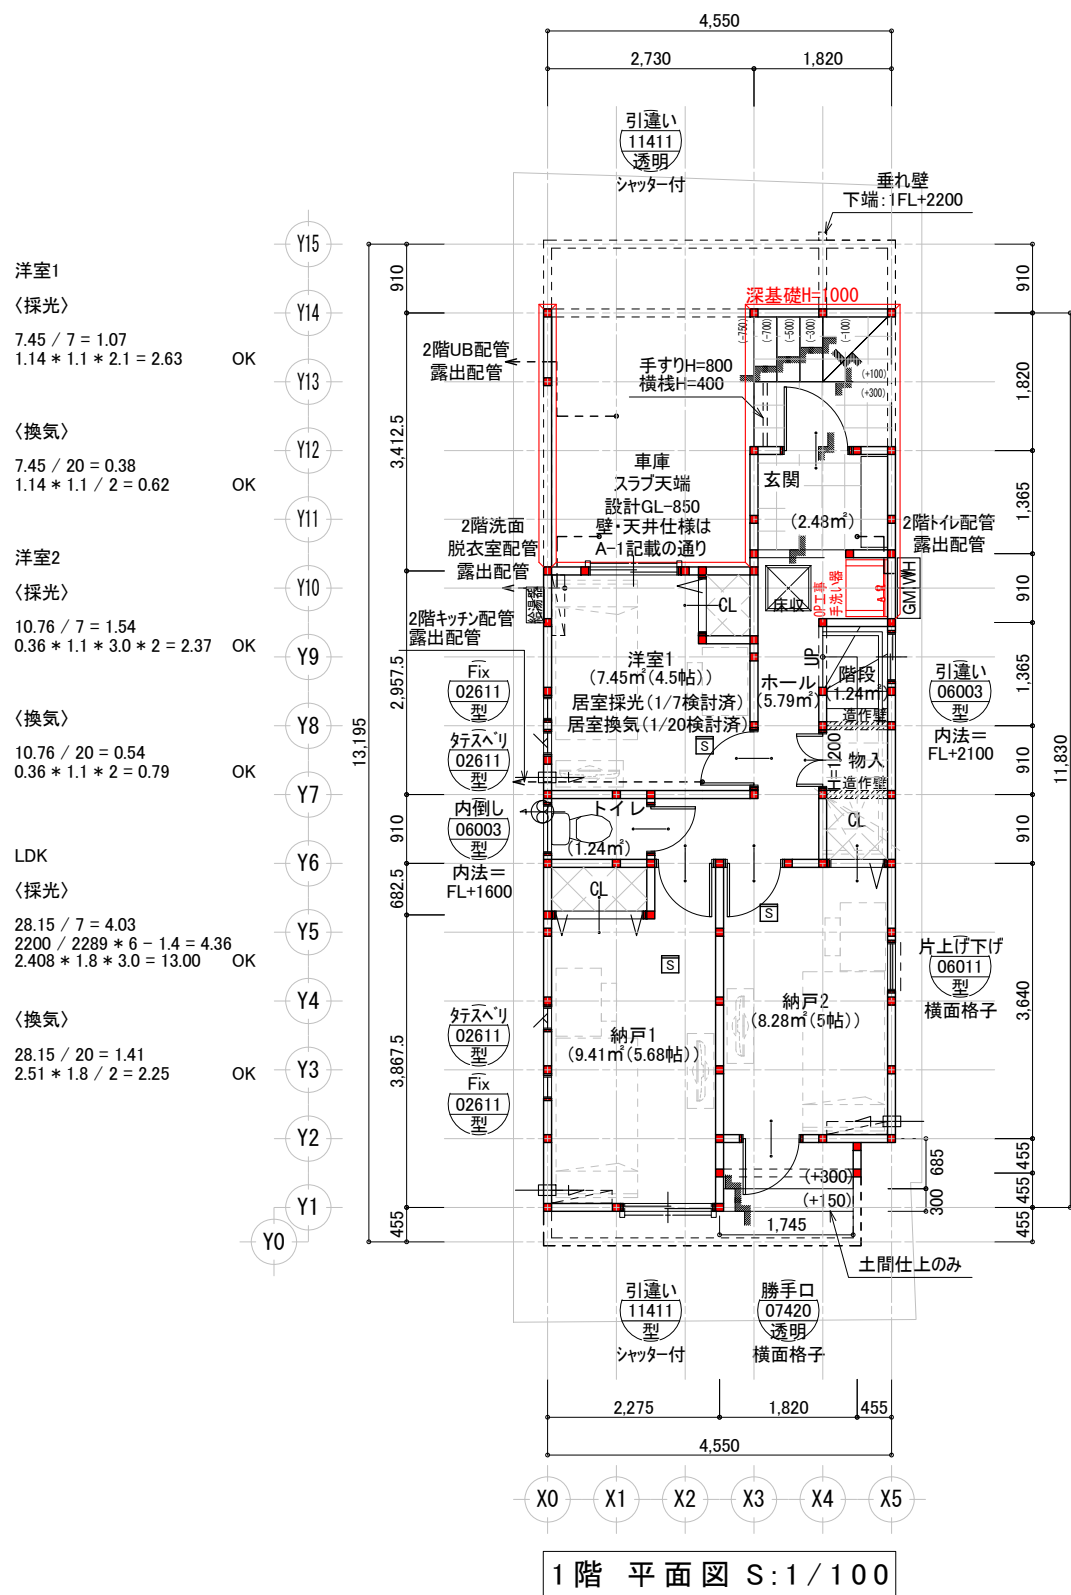 4,550
2,730
1,820
引違い
11411
透明
シャッター付
垂れ壁
下端：1FL+2200
Y15
洋室1
〈採光〉
7.45 / 7 = 1.07
1.14 * 1.1 * 2.1 = 2.63 OK
〈換気〉
7.45 / 20 = 0.38
1.14 * 1.1 / 2 = 0.62 OK
洋室2
〈採光〉
10.76 / 7 = 1.54
0.36 * 1.1 * 3.0 * 2 = 2.37 OK
〈換気〉
10.76 / 20 = 0.54
0.36 * 1.1 * 2 = 0.79 OK
LDK
〈採光〉
28.15 / 7 = 4.03
2200 / 2289 * 6 - 1.4 = 4.36
2.408 * 1.8 * 3.0 = 13.00 OK
〈換気〉
28.15 / 20 = 1.41
2.51 * 1.8 / 2 = 2.25 OK
Y14
Y13
Y12
Y11
Y10
Y9
Y8
Y7
Y6
Y5
Y4
Y3
Y2
Y1
Y0
13,195
910
3,412.5
2,957.5
910
682.5
3,867.5
455
深基礎H=1000
(-750)
(-700)
(-500)
(-300)
(-100)
(+100)
(+300)
2階UB配管
露出配管
手すりH=800
横桟H=400
車庫
スラブ天端
設計GL-850
壁・天井仕様は
A-1記載の通り
玄関
(2.48㎡)
2階洗面
脱衣室配管
露出配管
2階トイレ配管
露出配管
給湯器
CL
床収
OP工事
手洗い器
GM
WH
2階キッチン配管
露出配管
洋室1
(7.45㎡(4.5帖))
居室採光(1/7検討済)
居室換気(1/20検討済)
UP
ホール
(5.79㎡)
階段
(1.24㎡)
造作壁
Fix
02611
型
引違い
06003
型
内法＝
FL+2100
タテスベリ
02611
型
S
H=1200
物入
造作壁
内倒し
06003
型
内法＝
FL+1600
トイレ
(1.24㎡)
CL
CL
S
S
片上げ下げ
06011
型
横面格子
納戸2
(8.28㎡(5帖))
タテスベリ
02611
型
納戸1
(9.41㎡(5.68帖))
Fix
02611
型
910
1,820
1,365
910
1,365
910
910
3,640
455
455
455
11,830
685
300
(+300)
(+150)
1,745
土間仕上のみ
引違い
11411
型
シャッター付
勝手口
07420
透明
横面格子
2,275
1,820
455
4,550
X0
X1
X2
X3
X4
X5
1階 平面図 S:1/100